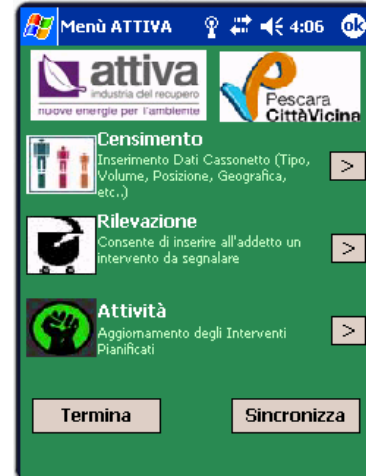 Menù ATTIVA 4:06 ok
attiva
industria del recupero
nuove energie per l'ambiente
Pescara
CittàVicina
Censimento
Inserimento Dati Cassonetto (Tipo,
Volume, Posizione, Geografica,
etc..)
>
Rilevazione
Consente di inserire all'addetto un
intervento da segnalare
>
Attività
Aggiornamento degli Interventi
Pianificati
>
Termina
Sincronizza